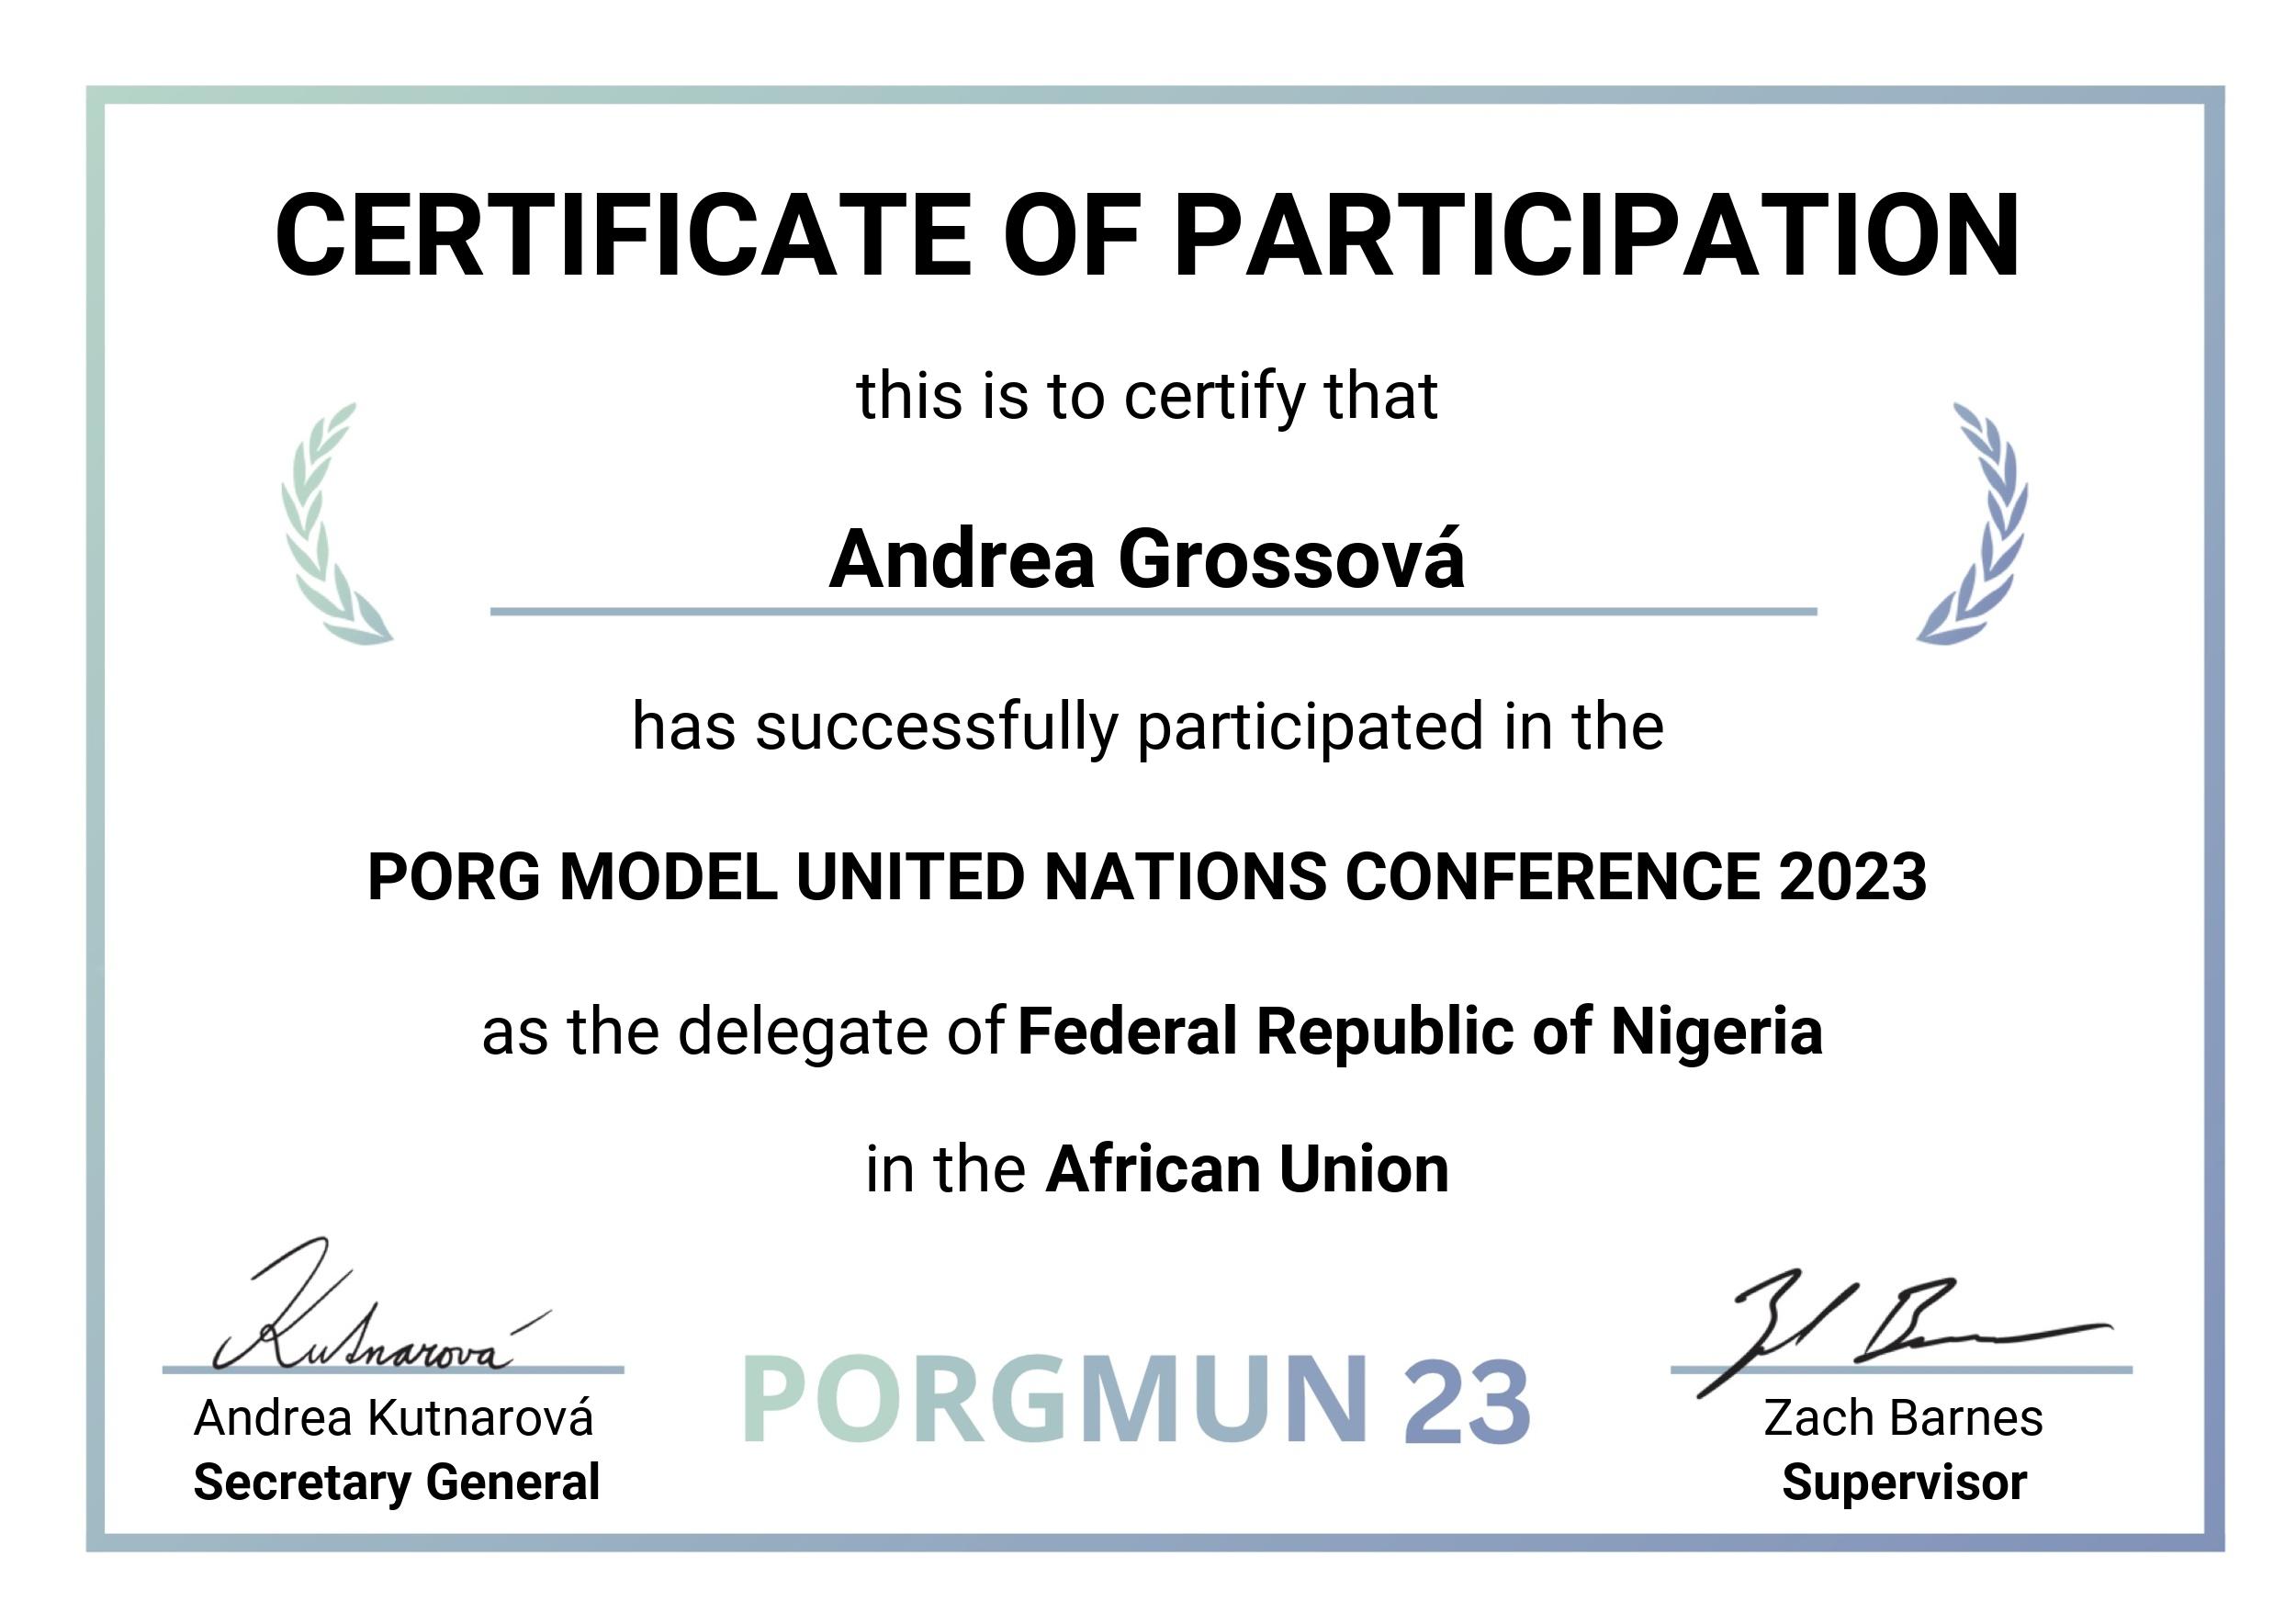 CERTIFICATE OF PARTICIPATION
this is to certify that
Andrea Grossová
has successfully participated in the
PORG MODEL UNITED NATIONS CONFERENCE 2023
as the delegate of Federal Republic of Nigeria
in the African Union
Kutnarová
Andrea Kutnarová
Secretary General
PORGMUN 23
Zach Barnes
Supervisor